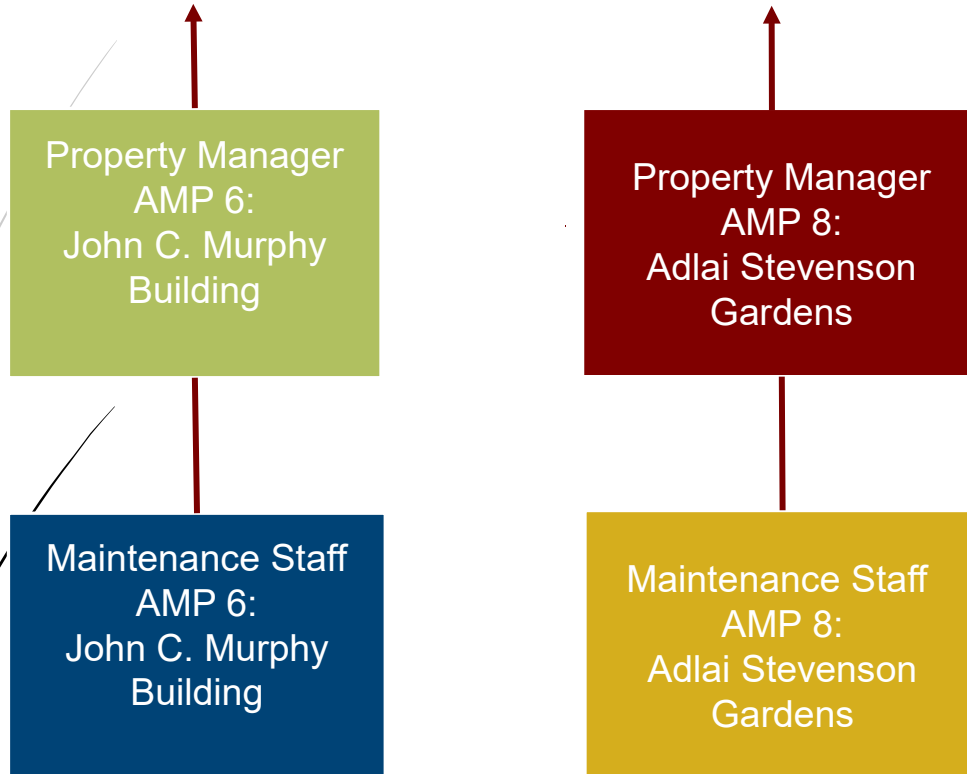 Property Manager
AMP 6:
John C. Murphy
Building
Property Manager
AMP 8:
Adlai Stevenson
Gardens
Maintenance Staff
AMP 6:
John C. Murphy
Building
Maintenance Staff
AMP 8:
Adlai Stevenson
Gardens